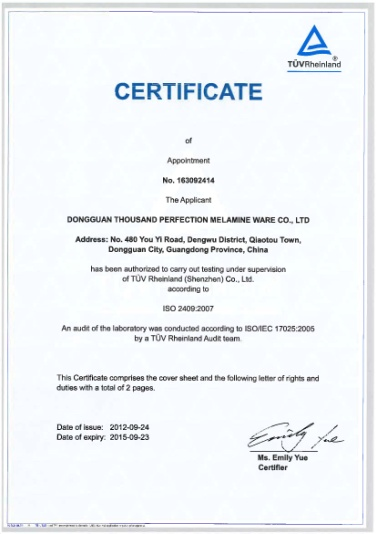 TÜVRheinland®
CERTIFICATE
of
Appointment
No. 163092414
The Applicant
DONGGUAN THOUSAND PERFECTION MELAMINE WARE CO., LTD
Address: No. 480 You Yi Road, Dengwu District, Qiaotou Town,
Dongguan City, Guangdong Province, China
has been authorized to carry out testing under supervision
of TÜV Rheinland (Shenzhen) Co., Ltd.
according to
ISO 2409:2007
An audit of the laboratory was conducted according to ISO/IEC 17025:2005
by a TÜV Rheinland Audit team.
This Certificate comprises the cover sheet and the following letter of rights and
duties with a total of 2 pages.
Date of issue: 2012-09-24
Date of expiry: 2015-09-23
Emily Yue
Ms. Emily Yue
Certifier